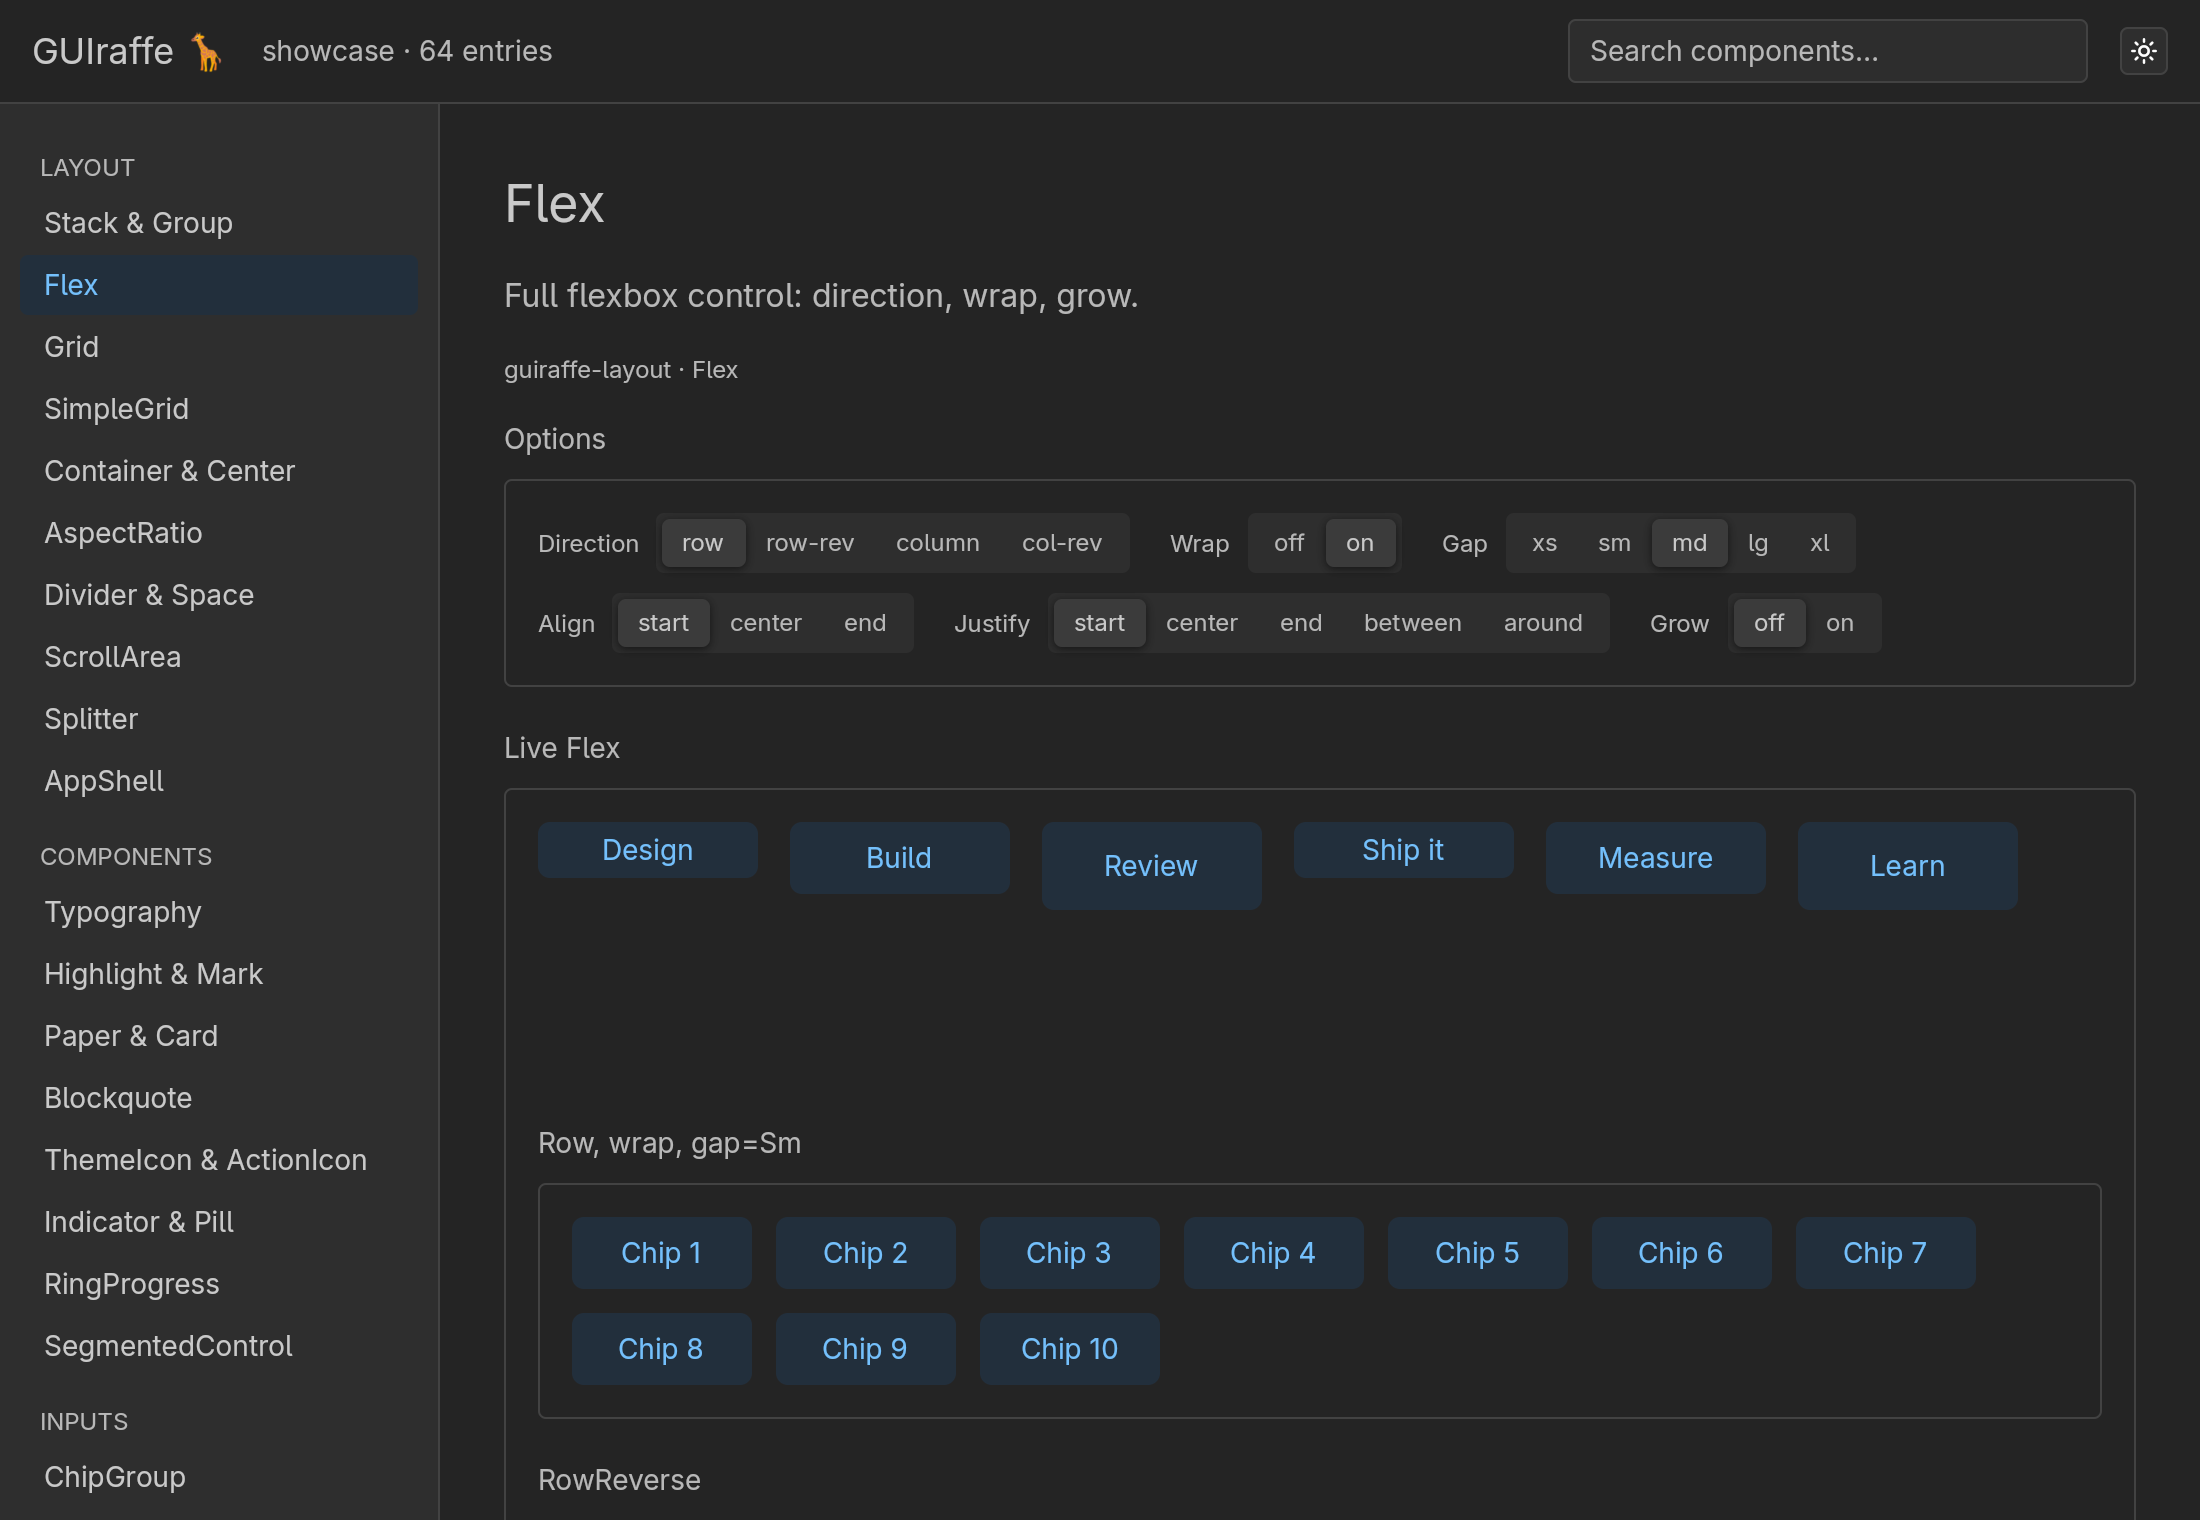 GUIraffe 🦒 showcase · 64 entries
Search components...
LAYOUT
Stack & Group
Flex
Grid
SimpleGrid
Container & Center
AspectRatio
Divider & Space
ScrollArea
Splitter
AppShell
COMPONENTS
Typography
Highlight & Mark
Paper & Card
Blockquote
ThemeIcon & ActionIcon
Indicator & Pill
RingProgress
SegmentedControl
INPUTS
ChipGroup
Flex
Full flexbox control: direction, wrap, grow.
guiraffe-layout · Flex
Options
Direction row row-rev column col-rev Wrap off on Gap xs sm md lg xl
Align start center end Justify start center end between around Grow off on
Live Flex
Design Build Review Ship it Measure Learn
Row, wrap, gap=Sm
Chip 1 Chip 2 Chip 3 Chip 4 Chip 5 Chip 6 Chip 7
Chip 8 Chip 9 Chip 10
RowReverse